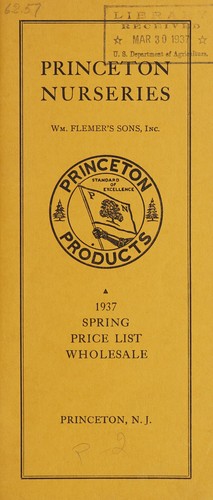 6257
LIBRARY
RECEIVED
☆ MAR 30 1937 ☆
U. S. Department of Agriculture.
PRINCETON
NURSERIES
WM. FLEMER'S SONS, INC.
PRINCETON
STANDARD
OF
EXCELLENCE
PRODUCTS
1937
SPRING
PRICE LIST
WHOLESALE
PRINCETON, N. J.
P 2